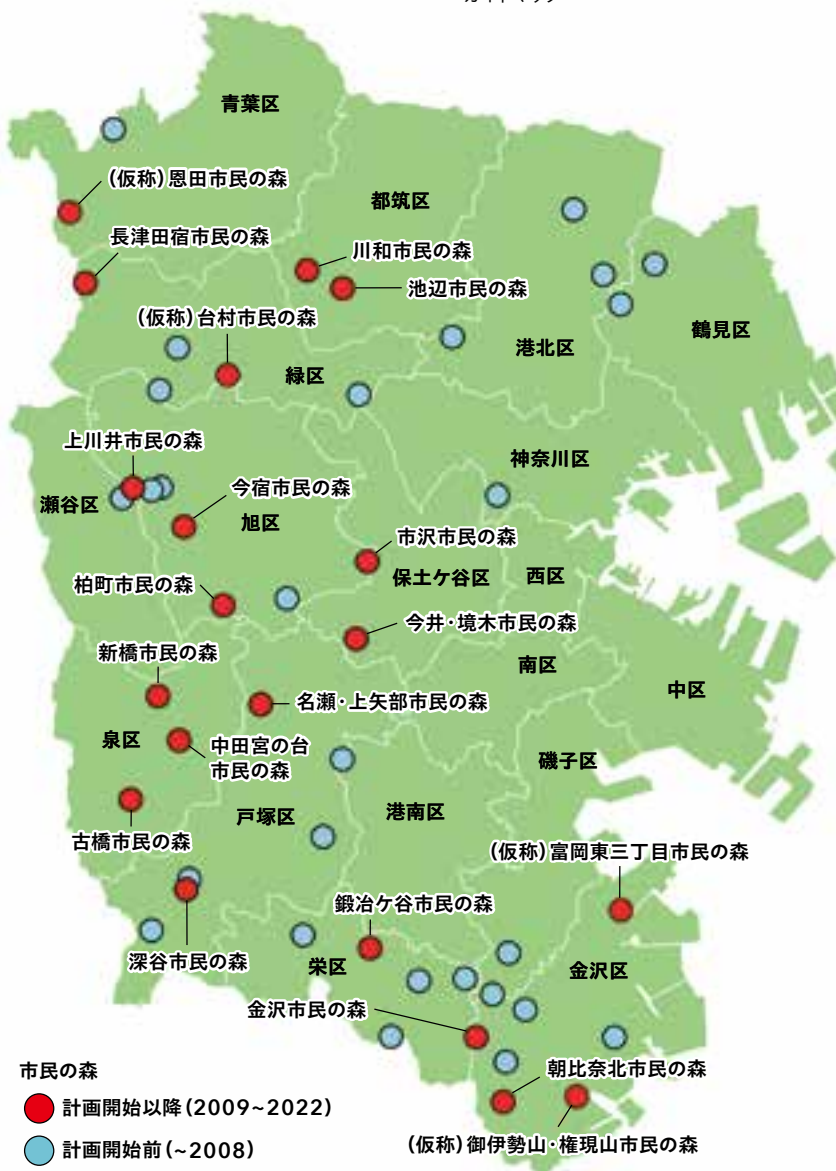 青葉区
(仮称)恩田市民の森
都筑区
長津田宿市民の森
川和市民の森
池辺市民の森
(仮称)台村市民の森
鶴見区
港北区
緑区
上川井市民の森
神奈川区
瀬谷区
今宿市民の森
旭区
市沢市民の森
保土ケ谷区
西区
柏町市民の森
今井・境木市民の森
新橋市民の森
南区
中区
名瀬・上矢部市民の森
泉区
中田宮の台
市民の森
磯子区
戸塚区
港南区
古橋市民の森
(仮称)富岡東三丁目市民の森
鍛冶ケ谷市民の森
深谷市民の森
栄区
金沢区
金沢市民の森
市民の森
朝比奈北市民の森
計画開始以降(2009~2022)
計画開始前(~2008)
(仮称)御伊勢山・権現山市民の森